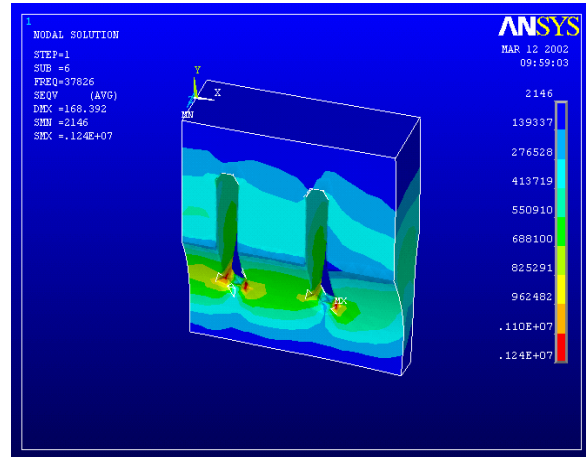 1
NODAL SOLUTION
STEP=1
SUB =6
FREQ=37826
SEQV (AVG)
DMX =168.392
SMN =2146
SMX =.124E+07
ANSYS
MAR 12 2002
09:59:03
Y
X
MN
MX
2146
139337
276528
413719
550910
688100
825291
962482
.110E+07
.124E+07